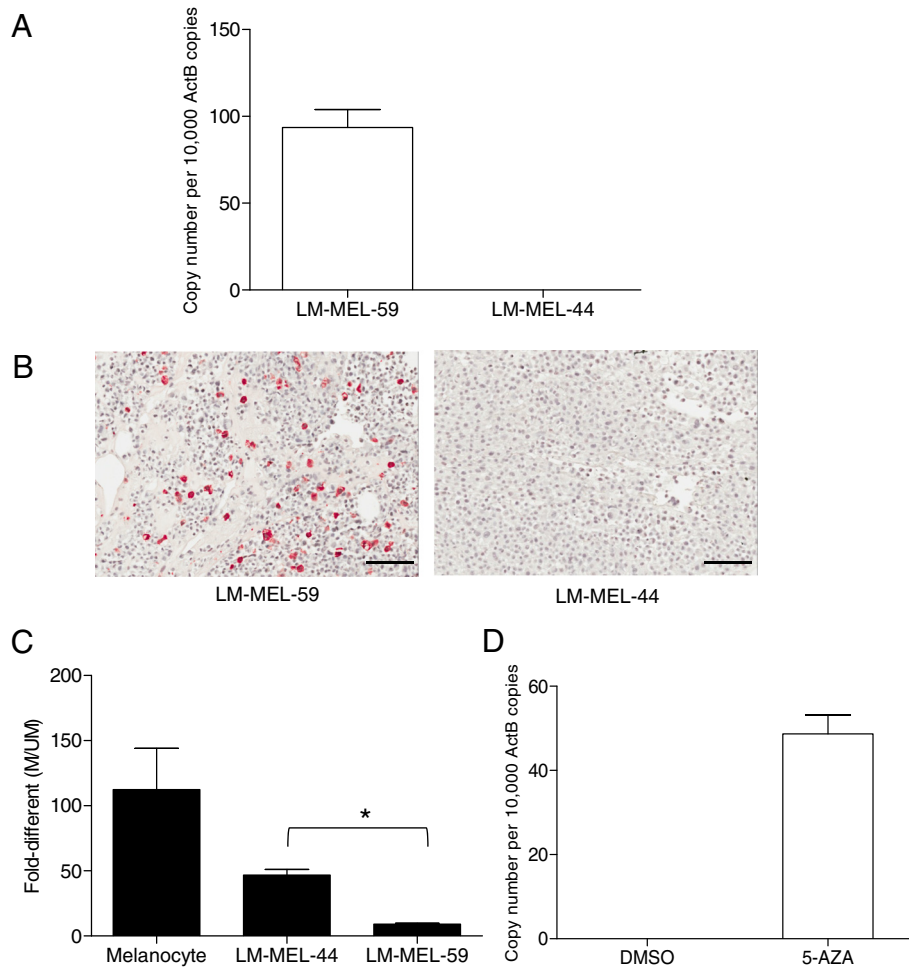 A
Copy number per 10,000 ActB copies
150
100
50
0
LM-MEL-59
LM-MEL-44
B
LM-MEL-59
LM-MEL-44
C
Fold-different (M/UM)
200
150
100
50
0
*
Melanocyte
LM-MEL-44
LM-MEL-59
D
Copy number per 10,000 ActB copies
60
40
20
0
DMSO
5-AZA